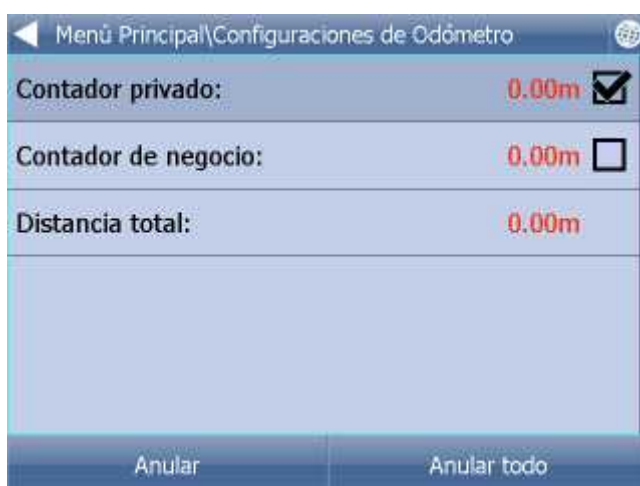 Menú Principal\Configuraciones de Odómetro
Contador privado: 0.00m
Contador de negocio: 0.00m
Distancia total: 0.00m
Anular Anular todo